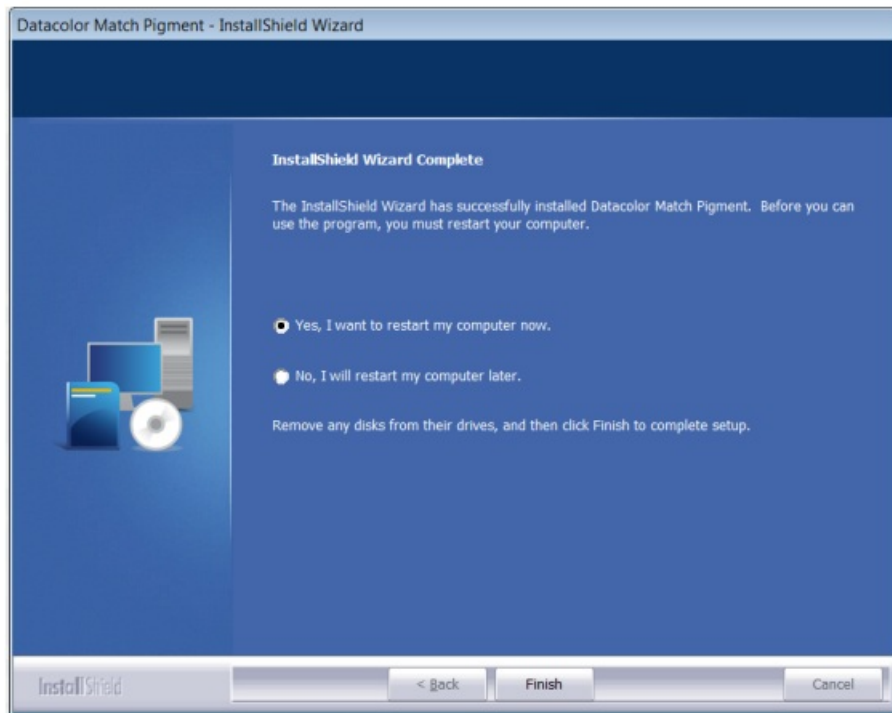 Datacolor Match Pigment - InstallShield Wizard
InstallShield Wizard Complete
The InstallShield Wizard has successfully installed Datacolor Match Pigment.  Before you can
use the program, you must restart your computer.
Yes, I want to restart my computer now.
No, I will restart my computer later.
Remove any disks from their drives, and then click Finish to complete setup.
InstallShield
< Back
Finish
Cancel